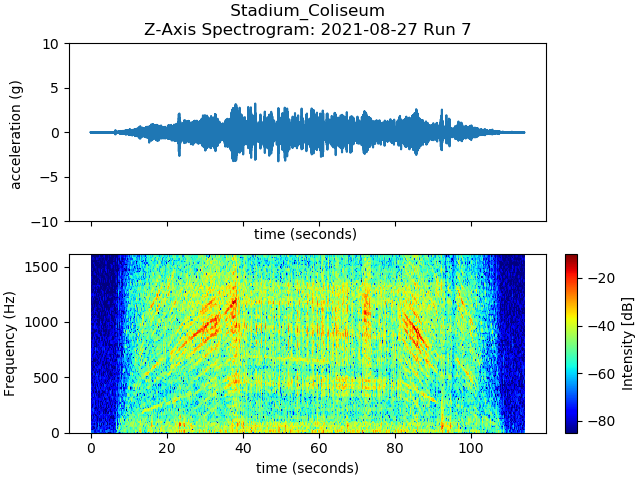 Stadium_Coliseum
Z-Axis Spectrogram: 2021-08-27 Run 7
10
5
0
−5
−10
acceleration (g)
time (seconds)
1500
1000
500
0
Frequency (Hz)
0 20 40 60 80 100
time (seconds)
−20
−40
−60
−80
Intensity [dB]